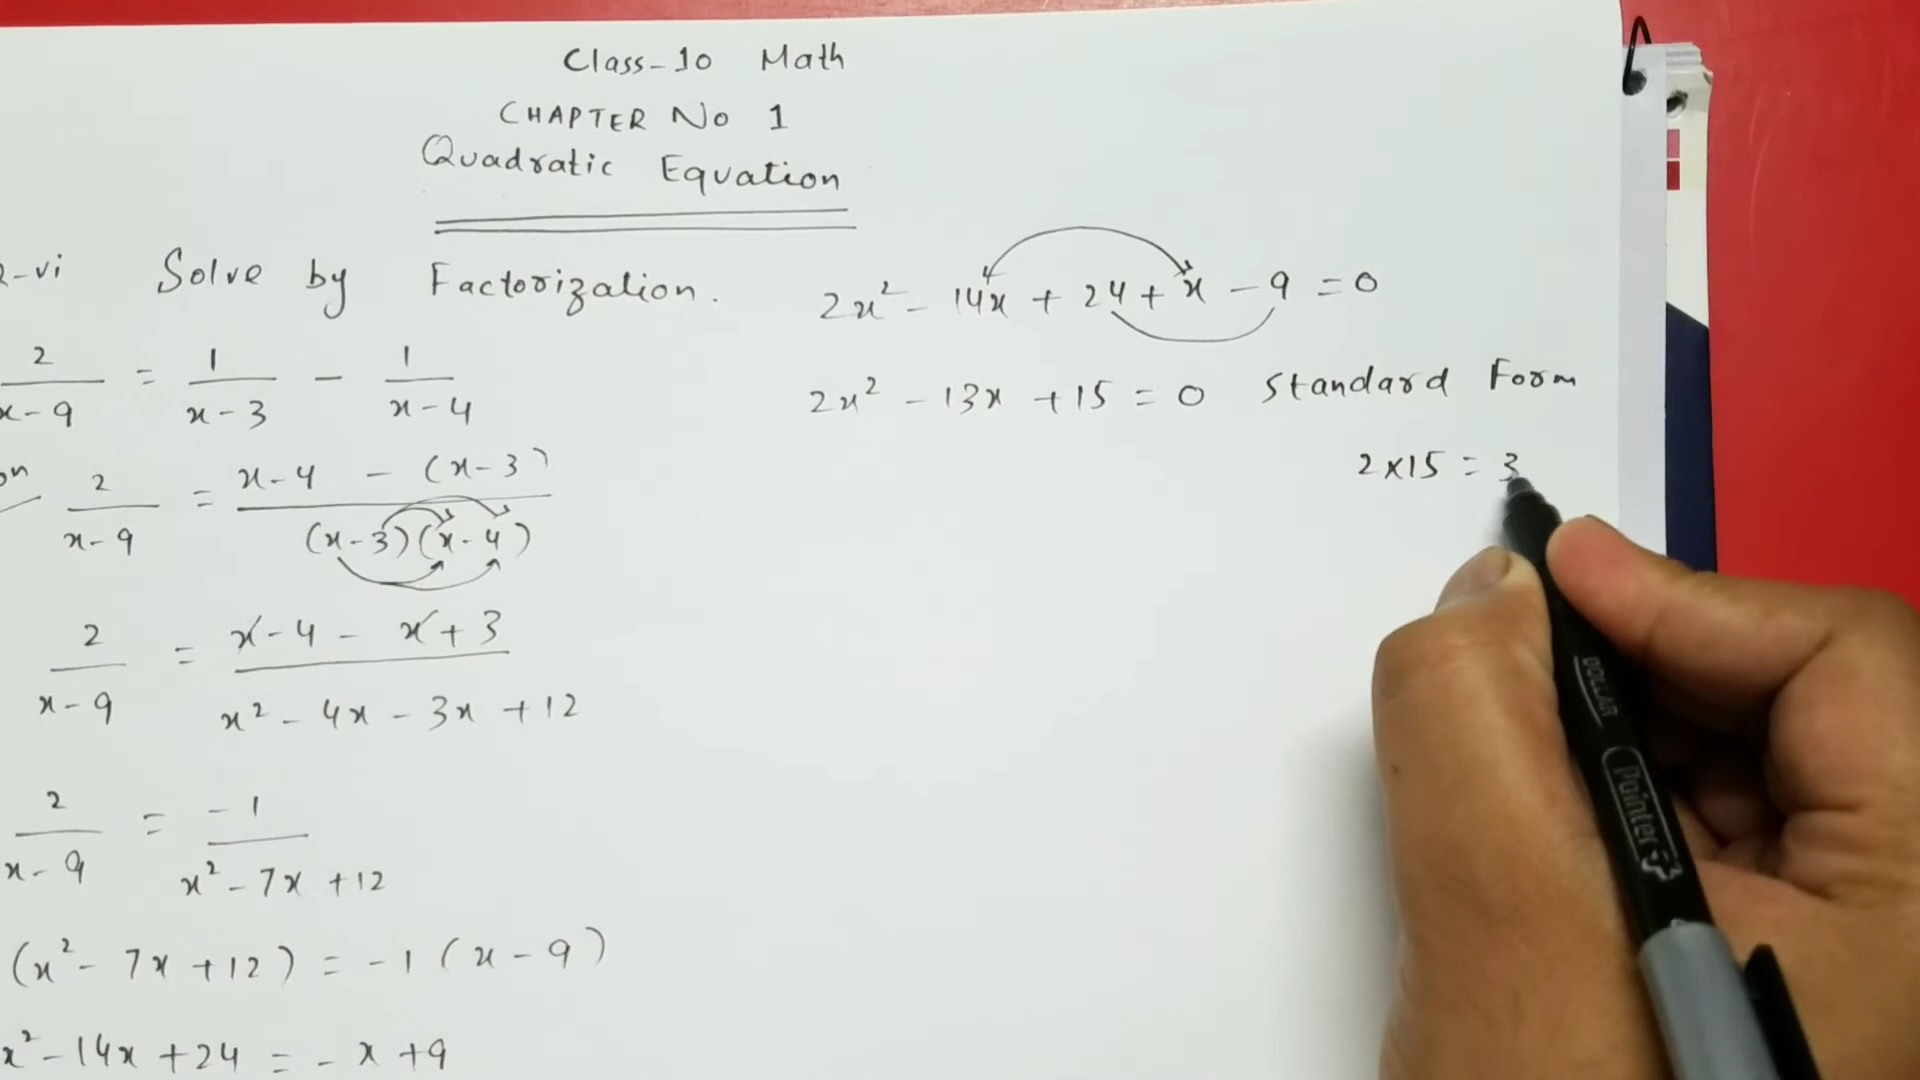 Class-10 Math
CHAPTER No 1
Quadratic Equation
2-vi Solve by Factorization.
2/x-9 = 1/x-3 - 1/x-4
on
2/x-9 = x-4 - (x-3)/(x-3)(x-4)
2/x-9 = x-4 - x+3/x² - 4x - 3x +12
2/x-9 = -1/x² - 7x +12
(x² - 7x +12) = -1 (x - 9)
x² - 14x +24 = - x +9
2x² - 14x + 24 + x - 9 = 0
2x² - 13x +15 = 0 Standard Form
2×15 = 3
DOLLAR
Pointer